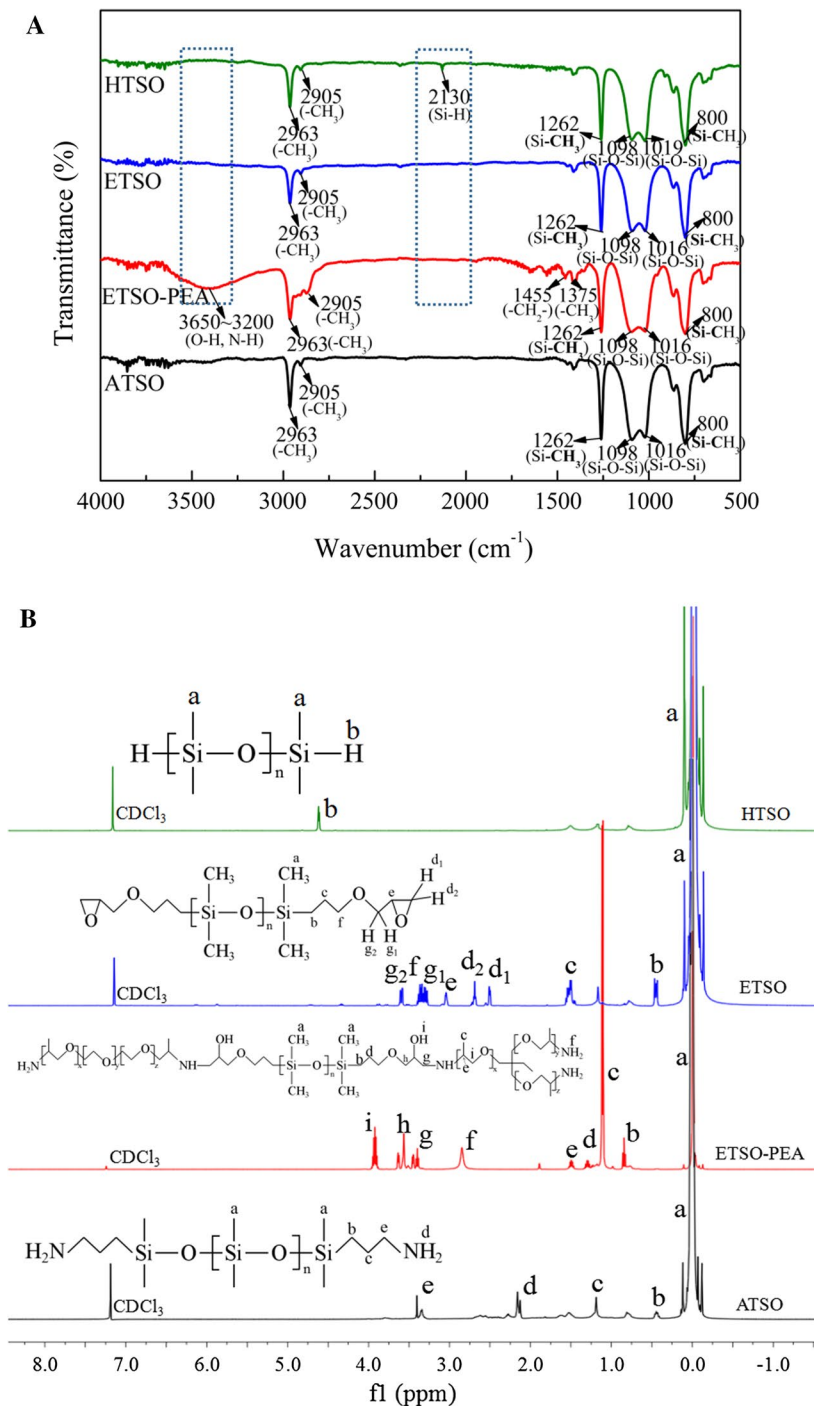 A
HTSO
2905
(-CH3)
2963
(-CH3)
2130
(Si-H)
1262
(Si-CH3)
1098
(Si-O-Si)
1019
(Si-O-Si)
800
(Si-CH3)
ETSO
2905
(-CH3)
2963
(-CH3)
1262
(Si-CH3)
1098
(Si-O-Si)
1016
(Si-O-Si)
800
(Si-CH3)
ETSO-PEA
3650~3200
(O-H, N-H)
2905
(-CH3)
2963 (-CH3)
1455
(-CH2-)
1375
(-CH3)
1262
(Si-CH3)
1098
(Si-O-Si)
1016
(Si-O-Si)
800
(Si-CH3)
ATSO
2905
(-CH3)
2963
(-CH3)
1262
(Si-CH3)
1098
(Si-O-Si)
1016
(Si-O-Si)
800
(Si-CH3)
Transmittance (%)
4000 3500 3000 2500 2000 1500 1000 500
Wavenumber (cm-1)
B
a a
b
H [ Si O ]n Si H
a
CDCl3
b
HTSO
a
CH3 CH3 CH3
O O Si O n Si O O
CH3 CH3
b c f e
H d1
H d2
H H
g2 g1
a
CDCl3
g2 f g1 e d2 d1 c b
ETSO
a a i c f
H2N O x O y O z NH OH O CH3 CH3 Si O n Si CH3 CH3 b d O h OH g NH e i O x O y NH2 O z NH2
a
c
CDCl3
i h g f e d b
ETSO-PEA
a a
b e d
H2N Si O [ Si O ]n Si c NH2
a
CDCl3
e d c b
ATSO
8.0 7.0 6.0 5.0 4.0 3.0 2.0 1.0 0.0 -1.0
f1 (ppm)